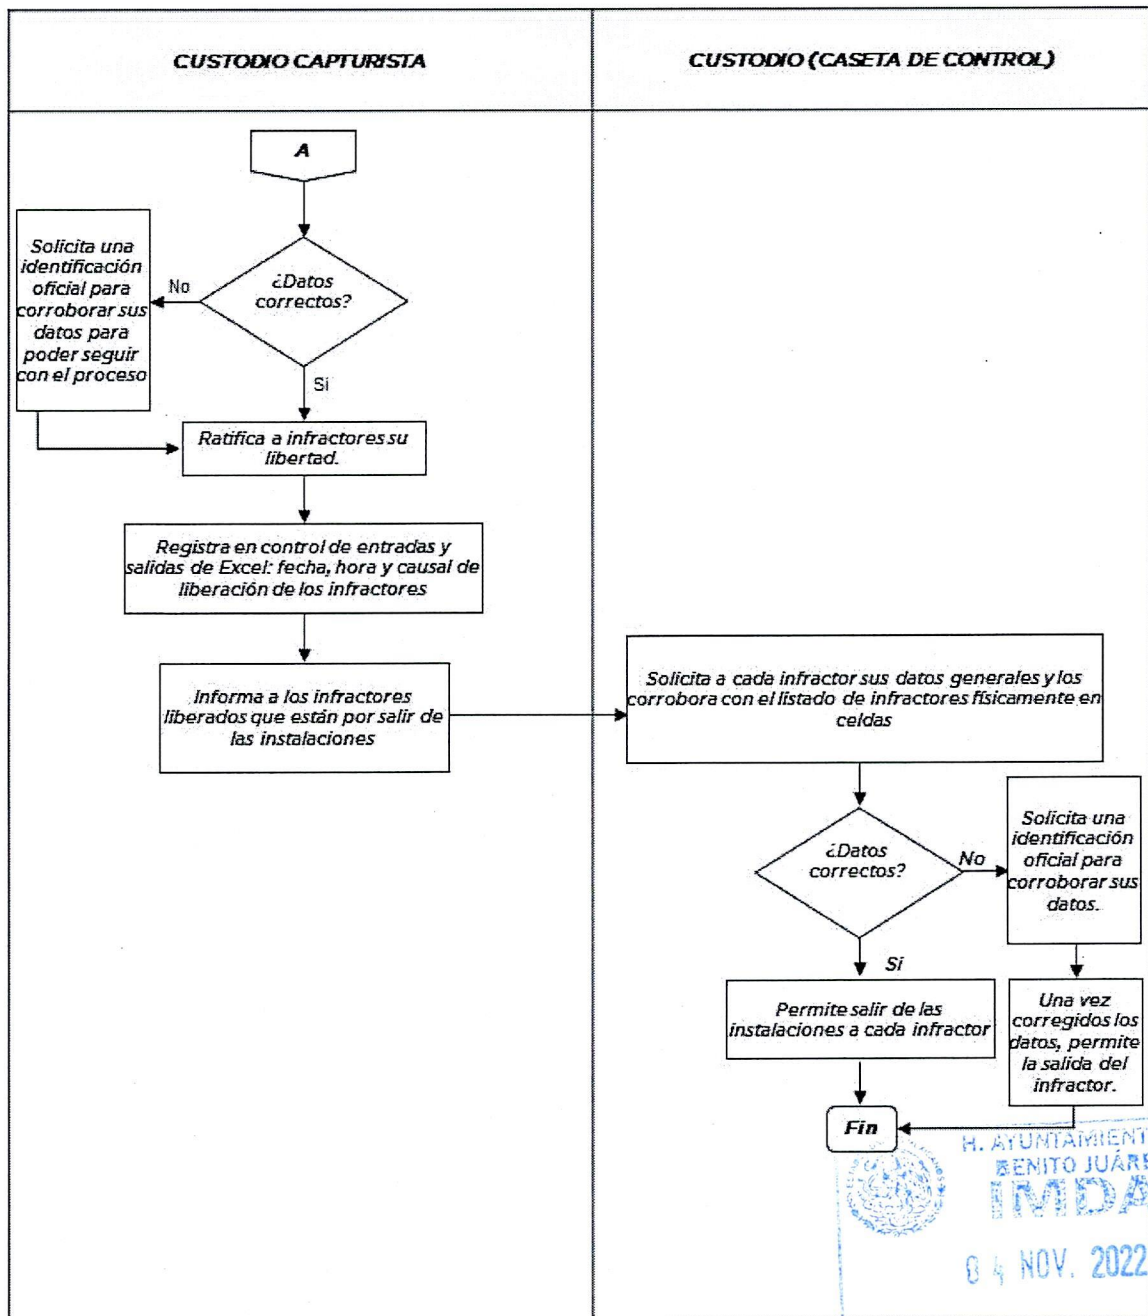 CUSTODIO CAPTURISTA
CUSTODIO (CASETA DE CONTROL)
A
¿Datos
correctos?
No
Solicita una
identificación
oficial para
corroborar sus
datos para
poder seguir
con el proceso
Si
Ratifica a infractores su
libertad.
Registra en control de entradas y
salidas de Excel: fecha, hora y causal de
liberación de los infractores
Informa a los infractores
liberados que están por salir de
las instalaciones
Solicita a cada infractor sus datos generales y los
corrobora con el listado de infractores físicamente en
celdas
¿Datos
correctos?
No
Solicita una
identificación
oficial para
corroborar sus
datos.
Si
Permite salir de las
instalaciones a cada infractor
Una vez
corregidos los
datos, permite
la salida del
infractor.
Fin
H. AYUNTAMIENT
BENITO JUÁRE
IMDA
04 NOV. 2022